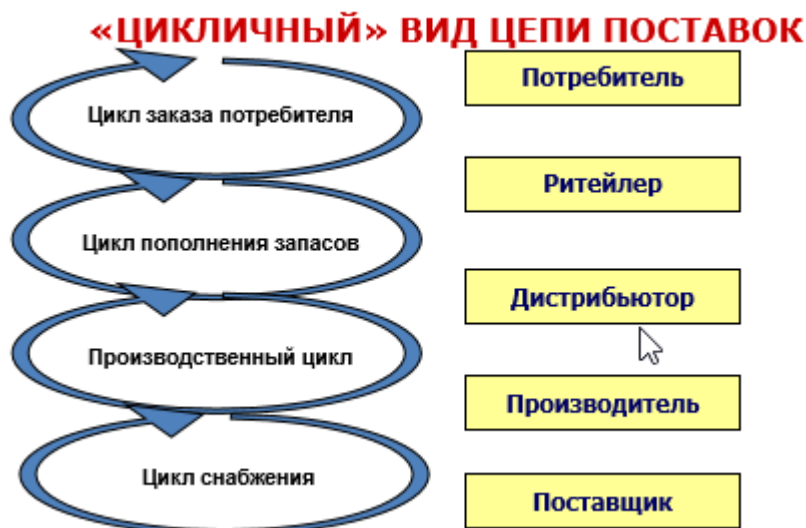 «ЦИКЛИЧНЫЙ» ВИД ЦЕПИ ПОСТАВОК
Потребитель
Цикл заказа потребителя
Ритейлер
Цикл пополнения запасов
Дистрибьютор
Производственный цикл
Производитель
Цикл снабжения
Поставщик